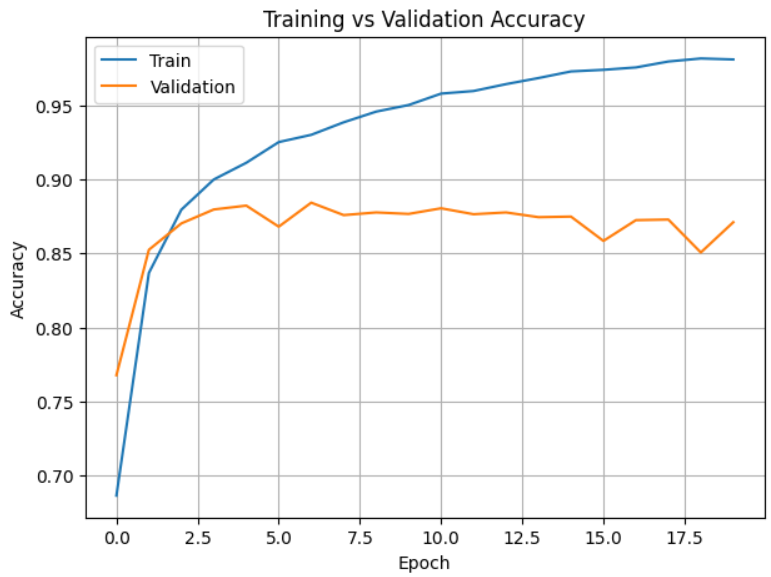 Training vs Validation Accuracy
Train
Validation
0.95
0.90
0.85
0.80
0.75
0.70
Accuracy
0.0 2.5 5.0 7.5 10.0 12.5 15.0 17.5
Epoch